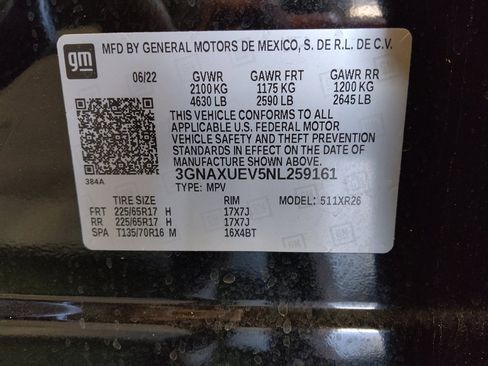 gm
MFD BY GENERAL MOTORS DE MEXICO, S. DE R.L. DE C.V.
06/22 GVWR GAWR FRT GAWR RR
2100 KG 1175 KG 1200 KG
4630 LB 2590 LB 2645 LB
THIS VEHICLE CONFORMS TO ALL
APPLICABLE U.S. FEDERAL MOTOR
VEHICLE SAFETY AND THEFT PREVENTION
STANDARDS IN EFFECT ON THE DATE OF
MANUFACTURE SHOWN ABOVE.
384A 3GNAXUEV5NL259161
TYPE: MPV
TIRE SIZE RIM MODEL: 511XR26
FRT 225/65R17 H 17X7J
RR 225/65R17 H 17X7J
SPA T135/70R16 M 16X4BT